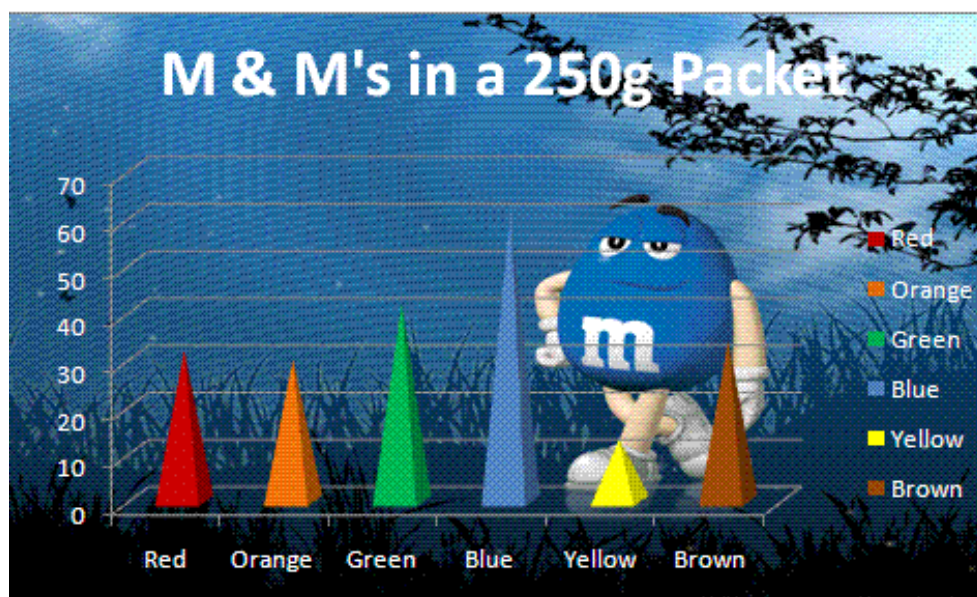 M & M's in a 250g Packet
70
60
50
40
30
20
10
0
Red
Orange
Green
Blue
Yellow
Brown
m
Red
Orange
Green
Blue
Yellow
Brown